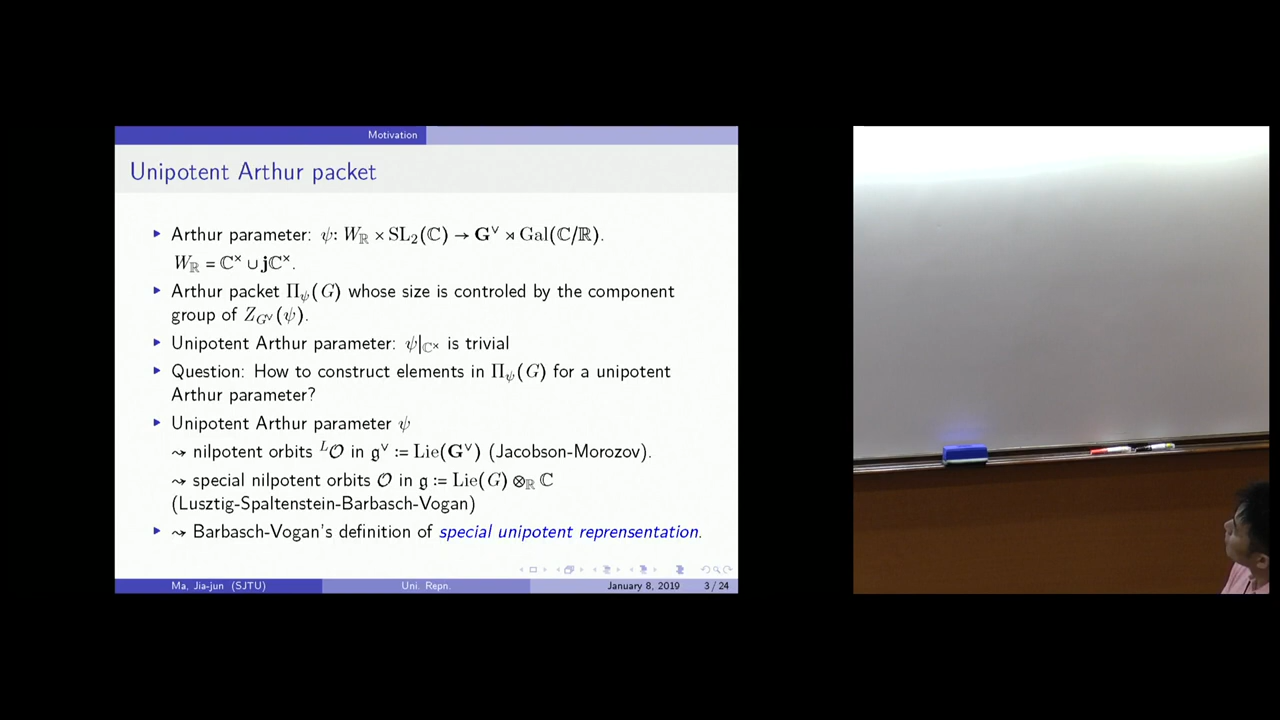 Motivation
Unipotent Arthur packet
Arthur parameter: ψ: W_ℝ × SL₂(ℂ) → G^∨ ⋊ Gal(ℂ/ℝ).
W_ℝ = ℂ^× ∪ jℂ^×.
Arthur packet Π_ψ(G) whose size is controled by the component
group of Z_{G^∨}(ψ).
Unipotent Arthur parameter: ψ|_{ℂ^×} is trivial
Question: How to construct elements in Π_ψ(G) for a unipotent
Arthur parameter?
Unipotent Arthur parameter ψ
⇝ nilpotent orbits ^L𝒪 in 𝔤^∨ := Lie(G^∨) (Jacobson-Morozov).
⇝ special nilpotent orbits 𝒪 in 𝔤 := Lie(G) ⊗_ℝ ℂ
(Lusztig-Spaltenstein-Barbasch-Vogan)
⇝ Barbasch-Vogan's definition of special unipotent reprensentation.
Ma, Jia-jun (SJTU) Uni. Repn. January 8, 2019 3 / 24